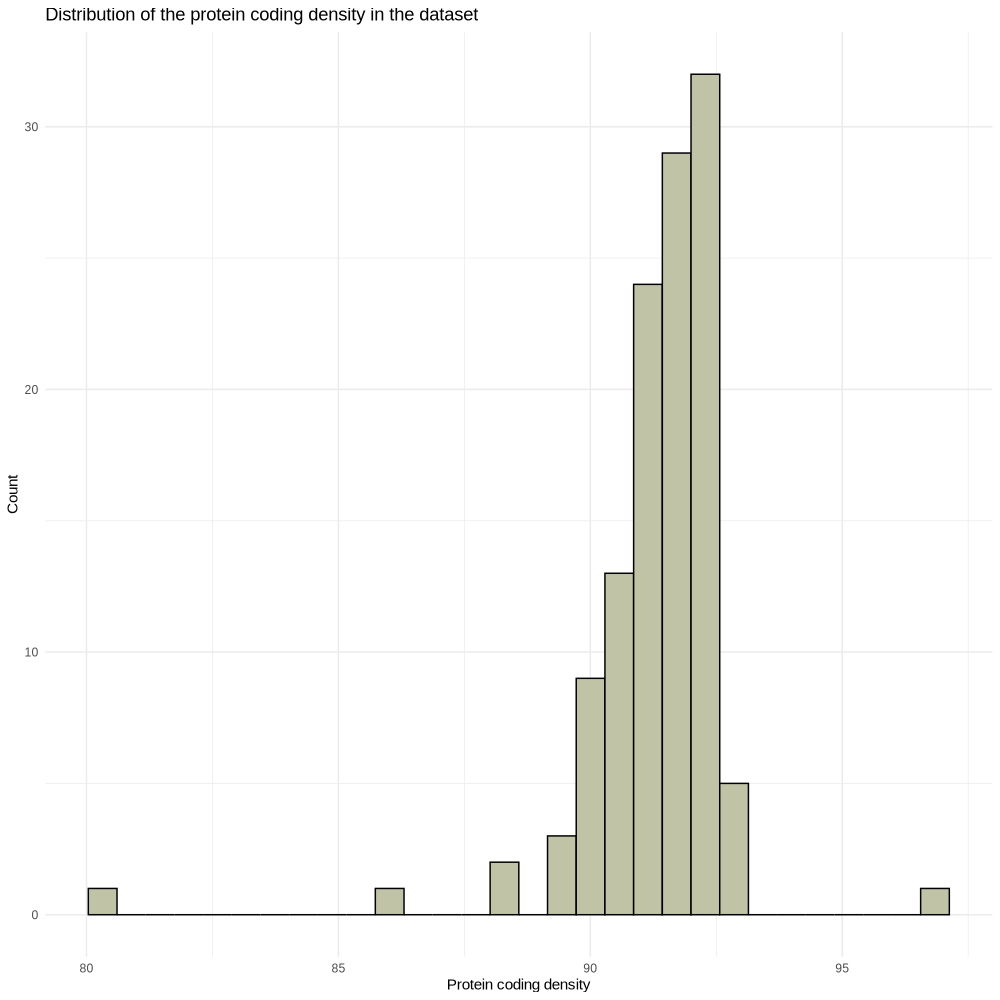 Distribution of the protein coding density in the dataset
Count
30
20
10
0
80
85
90
95
Protein coding density